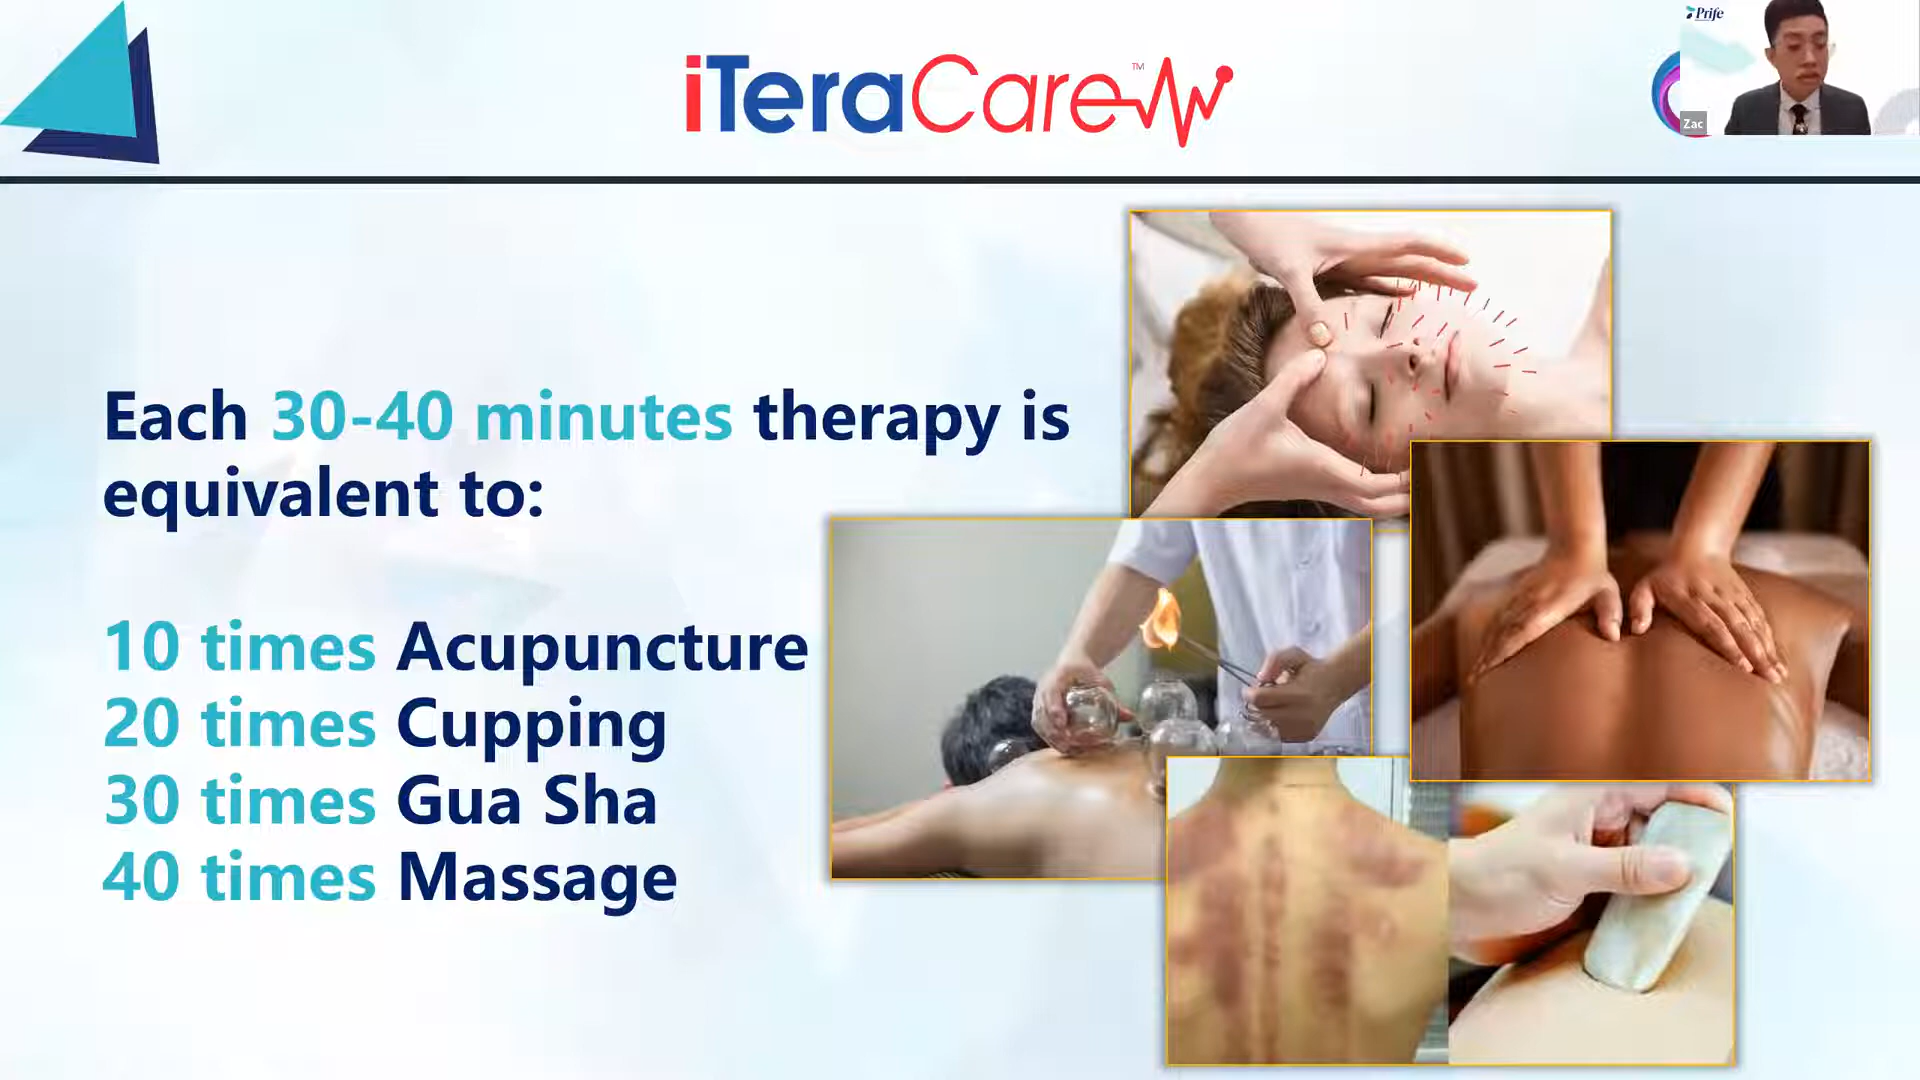 iTeraCare™
Prife
Zac
Each 30-40 minutes therapy is
equivalent to:
10 times Acupuncture
20 times Cupping
30 times Gua Sha
40 times Massage